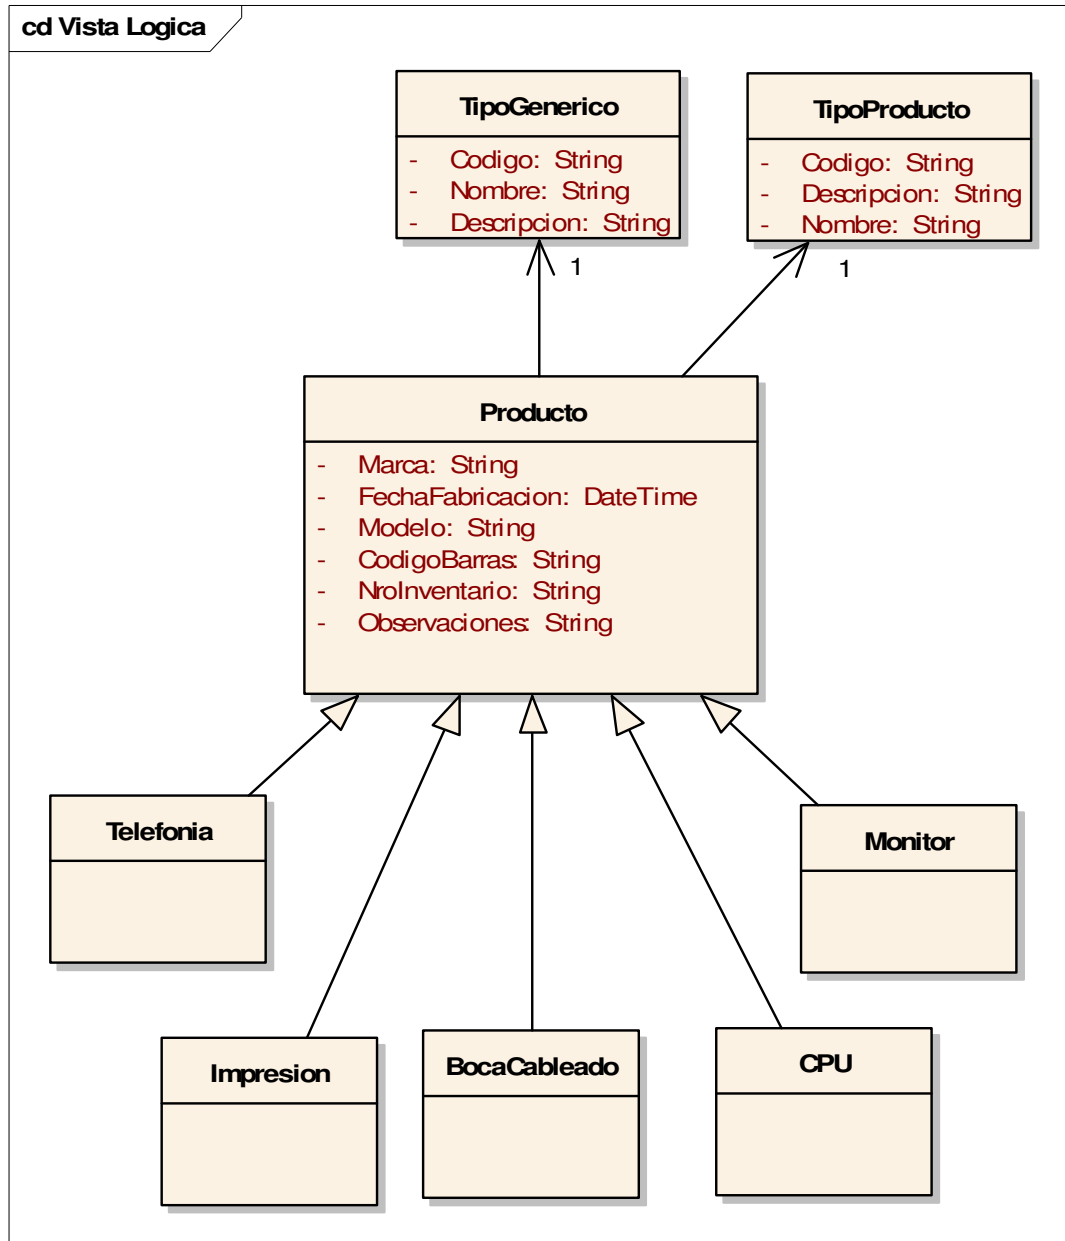 cd Vista Logica
TipoGenerico
- Codigo: String
- Nombre: String
- Descripcion: String
TipoProducto
- Codigo: String
- Descripcion: String
- Nombre: String
1
1
Producto
- Marca: String
- FechaFabricacion: DateTime
- Modelo: String
- CodigoBarras: String
- NroInventario: String
- Observaciones: String
Telefonia
Monitor
Impresion
BocaCableado
CPU